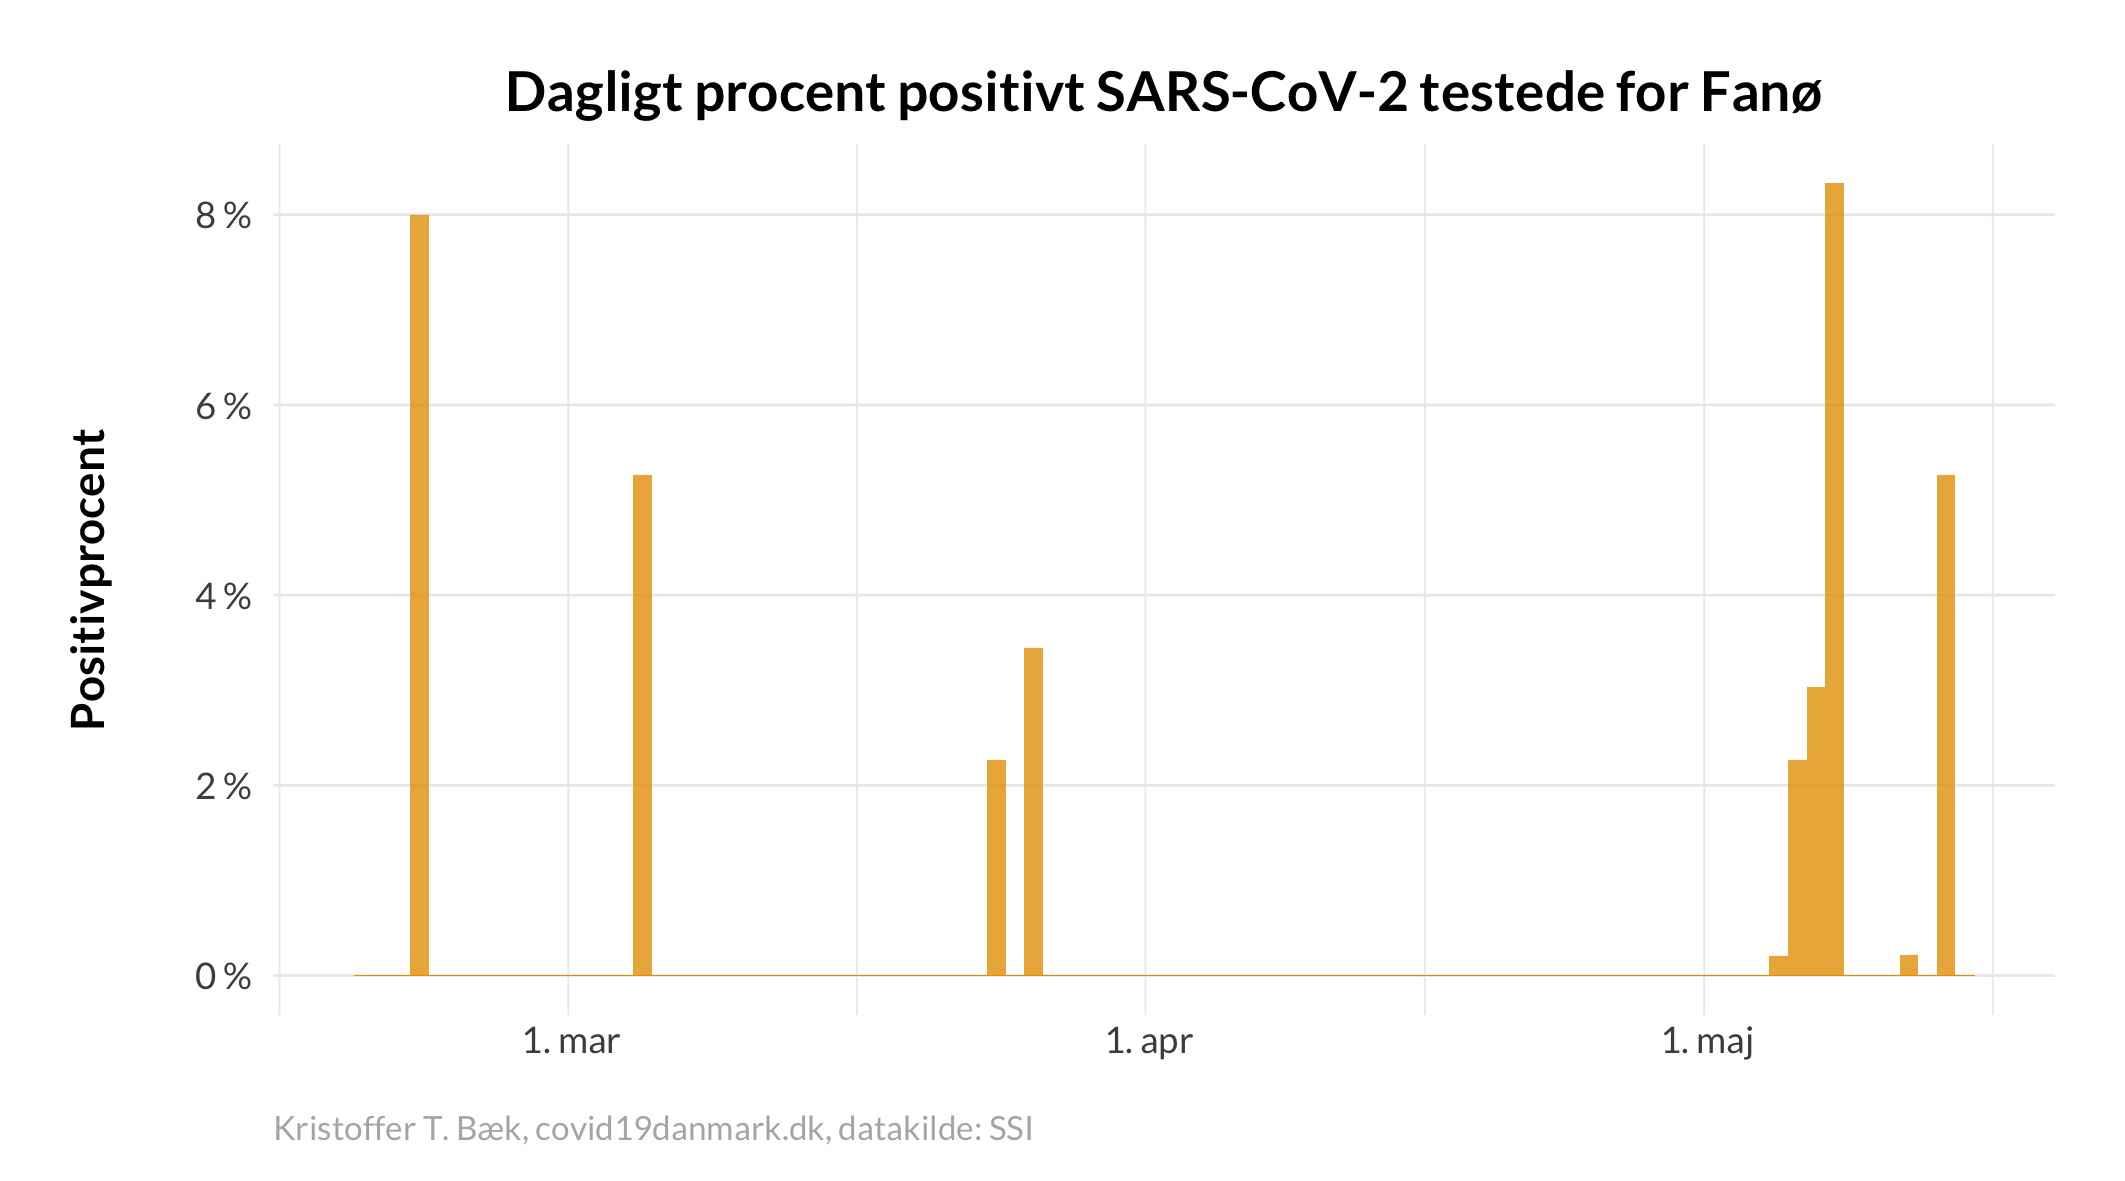 Dagligt procent positivt SARS-CoV-2 testede for Fanø
Positivprocent
8 %
6 %
4 %
2 %
0 %
1. mar
1. apr
1. maj
Kristoffer T. Bæk, covid19danmark.dk, datakilde: SSI